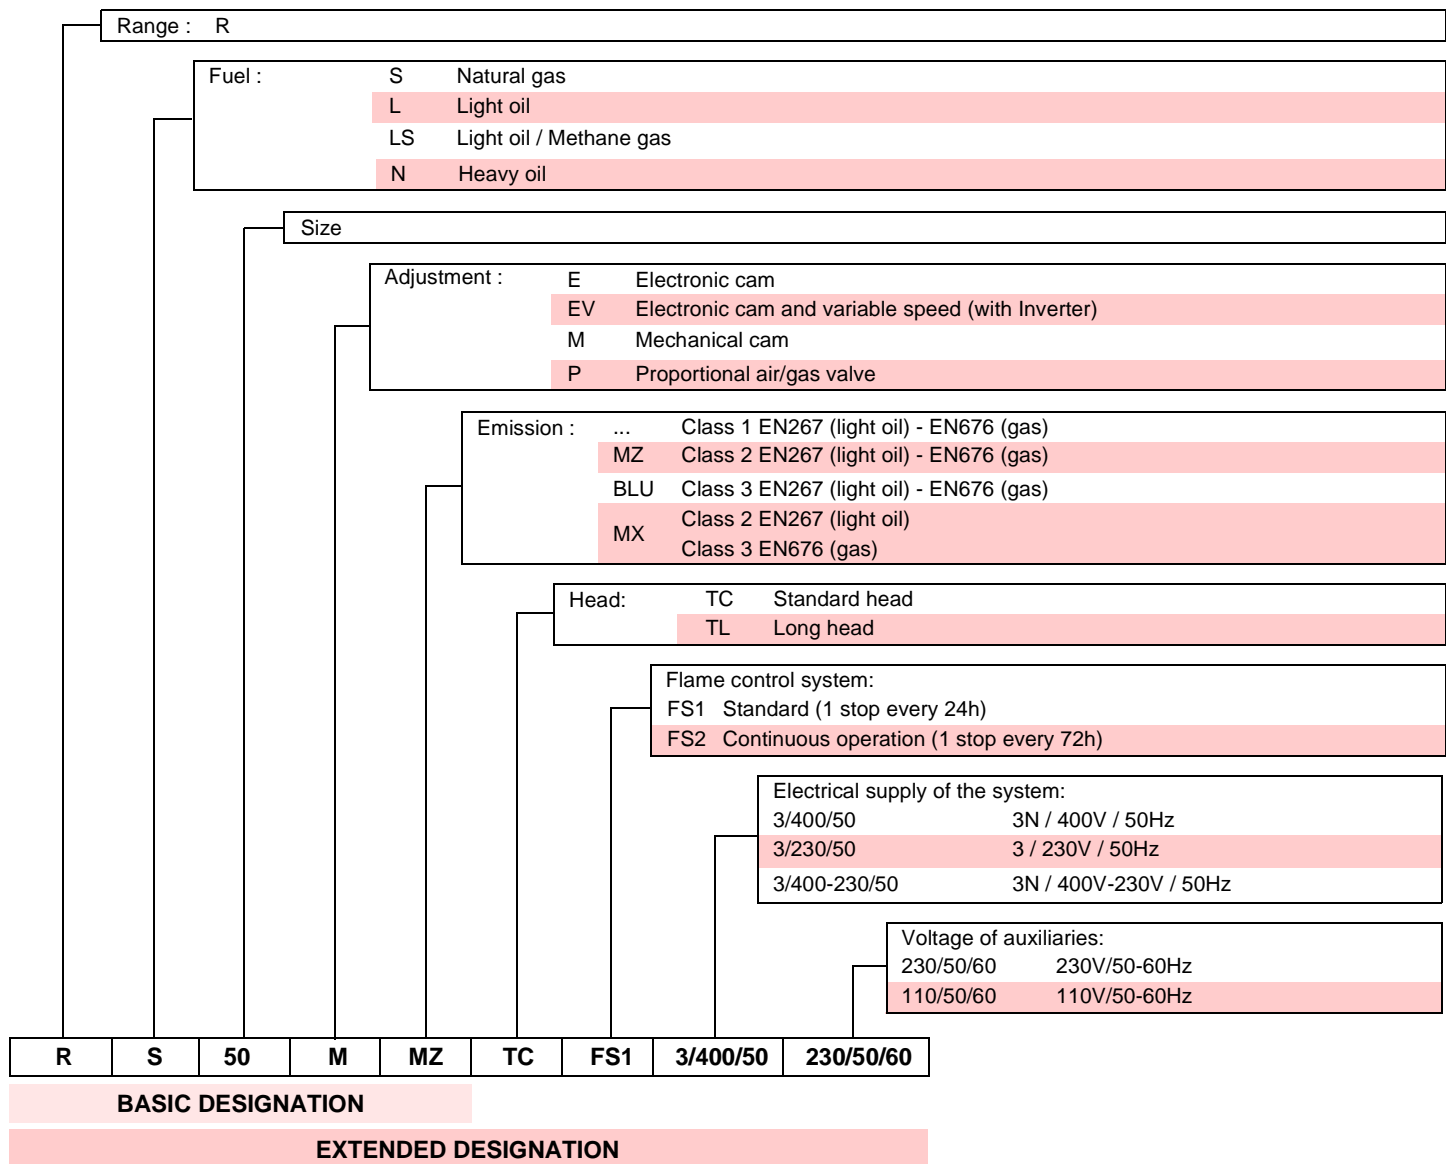 Range : R
Fuel : S Natural gas
L Light oil
LS Light oil / Methane gas
N Heavy oil
Size
Adjustment : E Electronic cam
EV Electronic cam and variable speed (with Inverter)
M Mechanical cam
P Proportional air/gas valve
Emission : ... Class 1 EN267 (light oil) - EN676 (gas)
MZ Class 2 EN267 (light oil) - EN676 (gas)
BLU Class 3 EN267 (light oil) - EN676 (gas)
MX Class 2 EN267 (light oil)
Class 3 EN676 (gas)
Head: TC Standard head
TL Long head
Flame control system:
FS1 Standard (1 stop every 24h)
FS2 Continuous operation (1 stop every 72h)
Electrical supply of the system:
3/400/50 3N / 400V / 50Hz
3/230/50 3 / 230V / 50Hz
3/400-230/50 3N / 400V-230V / 50Hz
Voltage of auxiliaries:
230/50/60 230V/50-60Hz
110/50/60 110V/50-60Hz
R S 50 M MZ TC FS1 3/400/50 230/50/60
BASIC DESIGNATION
EXTENDED DESIGNATION